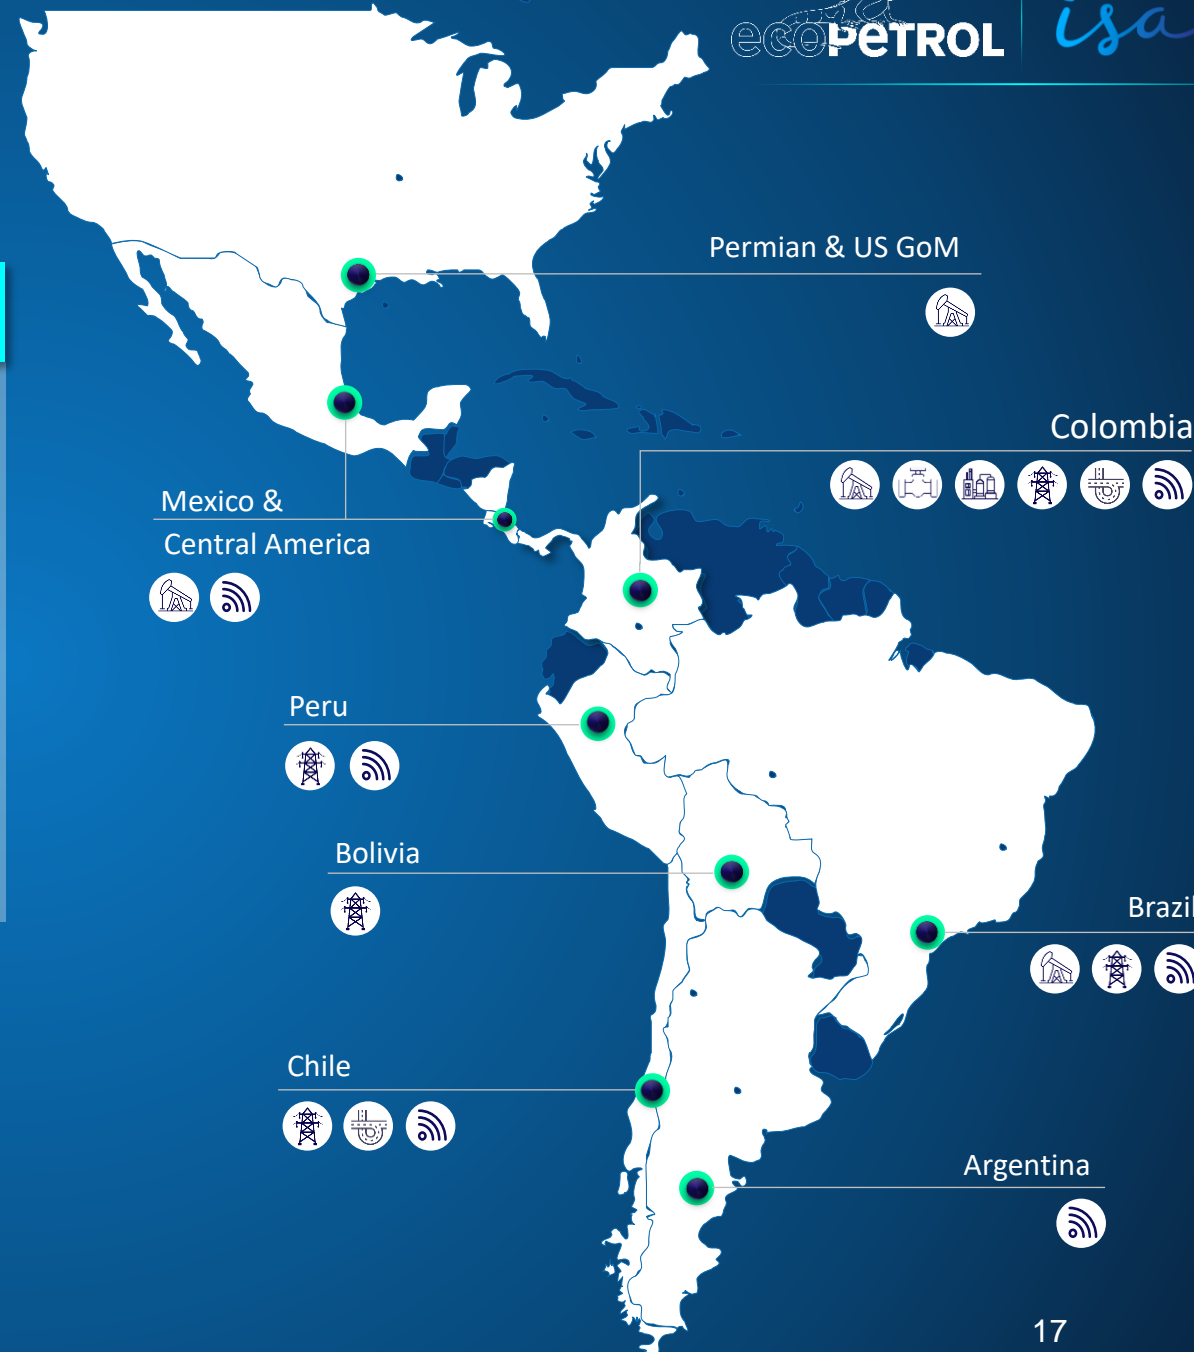 ecopetrol
isa
Permian & US GoM
Colombia
Mexico &
Central America
Peru
Bolivia
Brazil
Chile
Argentina
17